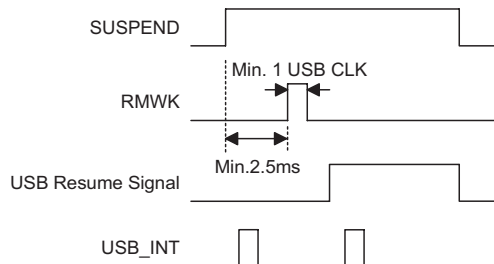 SUSPEND
Min. 1 USB CLK
RMWK
Min.2.5ms
USB Resume Signal
USB_INT